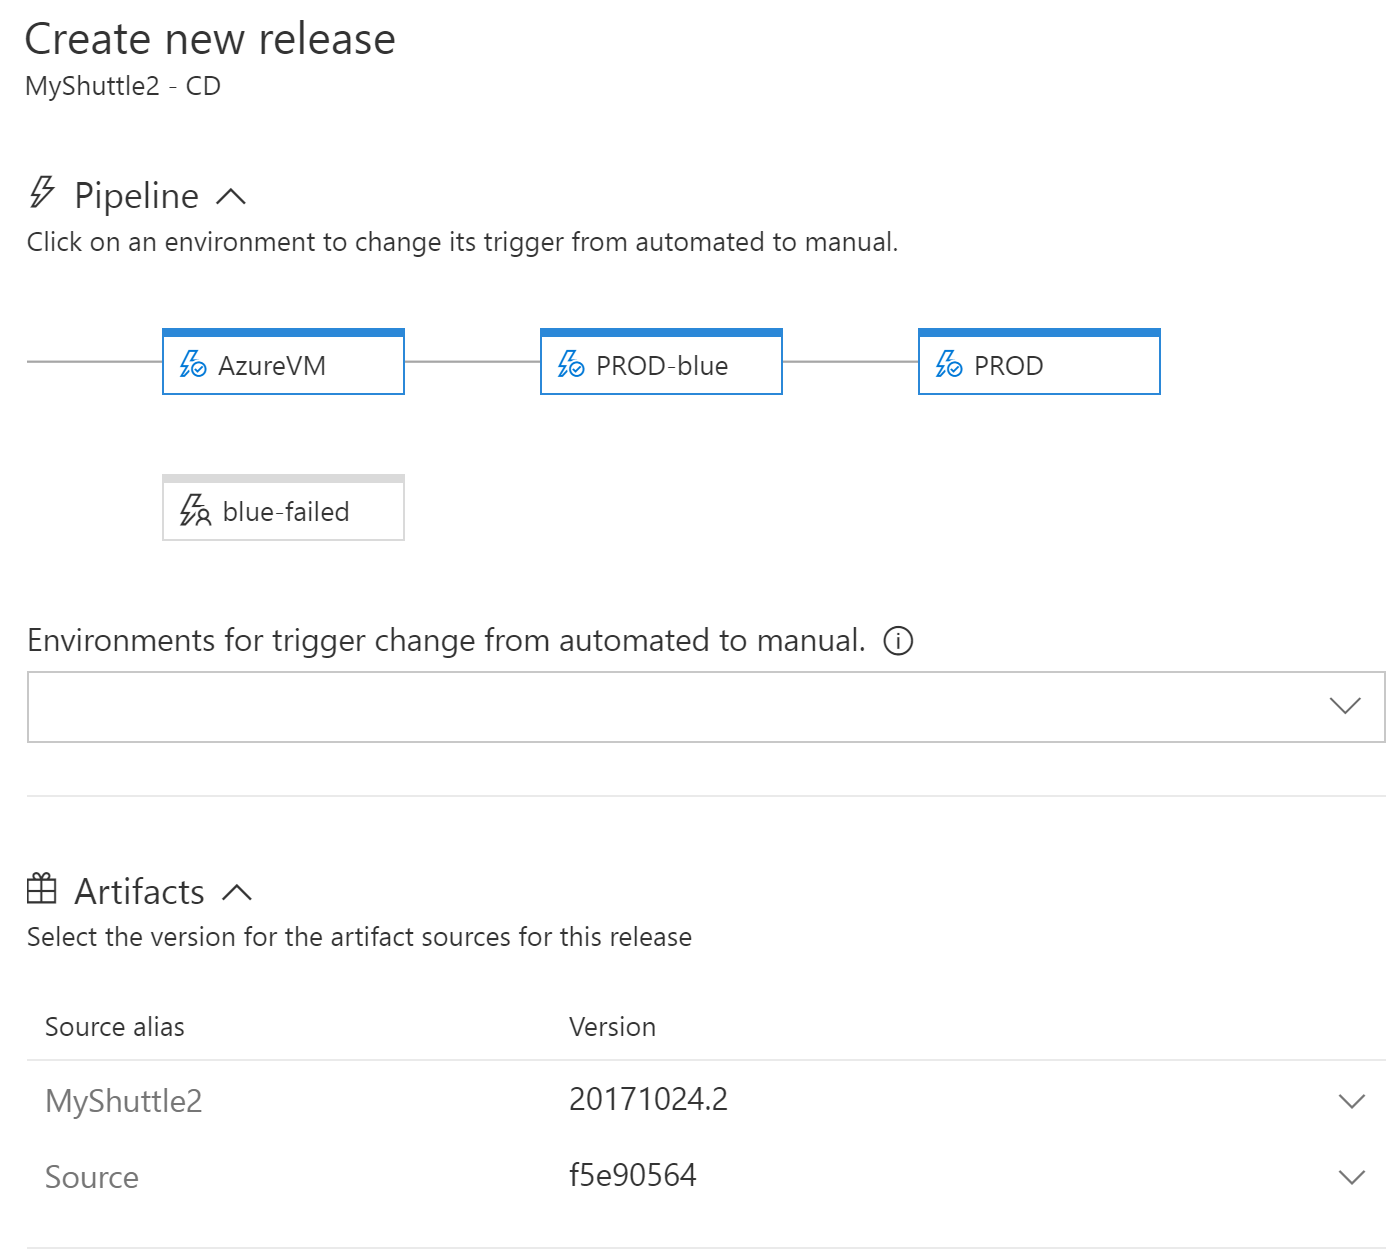 Create new release
MyShuttle2 - CD
Pipeline
Click on an environment to change its trigger from automated to manual.
AzureVM
PROD-blue
PROD
blue-failed
Environments for trigger change from automated to manual.
Artifacts
Select the version for the artifact sources for this release
Source alias Version
MyShuttle2 20171024.2
Source f5e90564